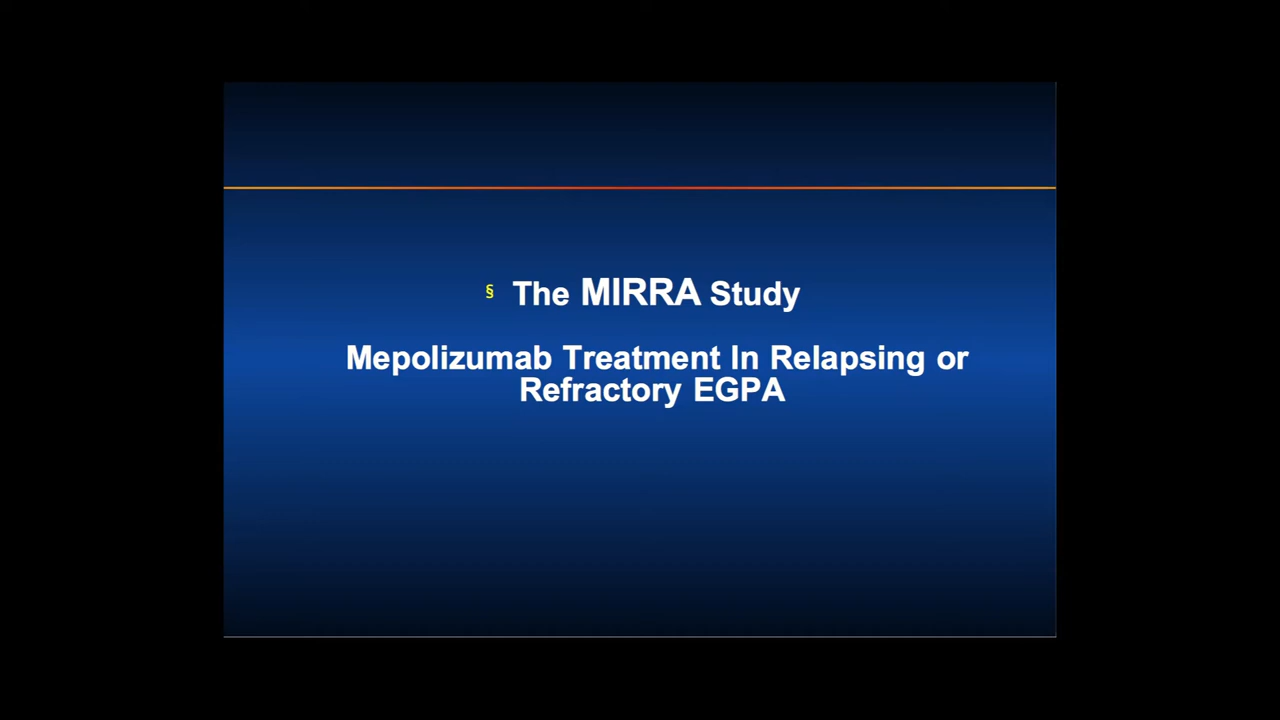 § The MIRRA Study
Mepolizumab Treatment In Relapsing or
Refractory EGPA